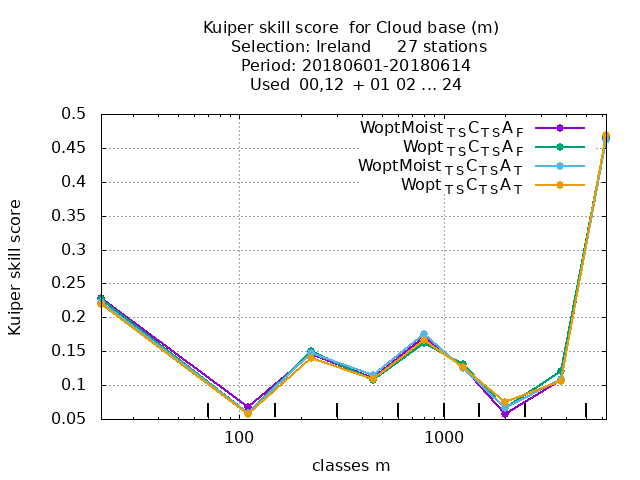 Kuiper skill score for Cloud base (m)
Selection: Ireland 27 stations
Period: 20180601-20180614
Used 00,12 + 01 02 ... 24
0.5
0.45
0.4
0.35
0.3
0.25
0.2
0.15
0.1
0.05
Kuiper skill score
WoptMoist TS C TS A F
Wopt TS C TS A F
WoptMoist TS C TS A T
Wopt TS C TS A T
100 1000
classes m